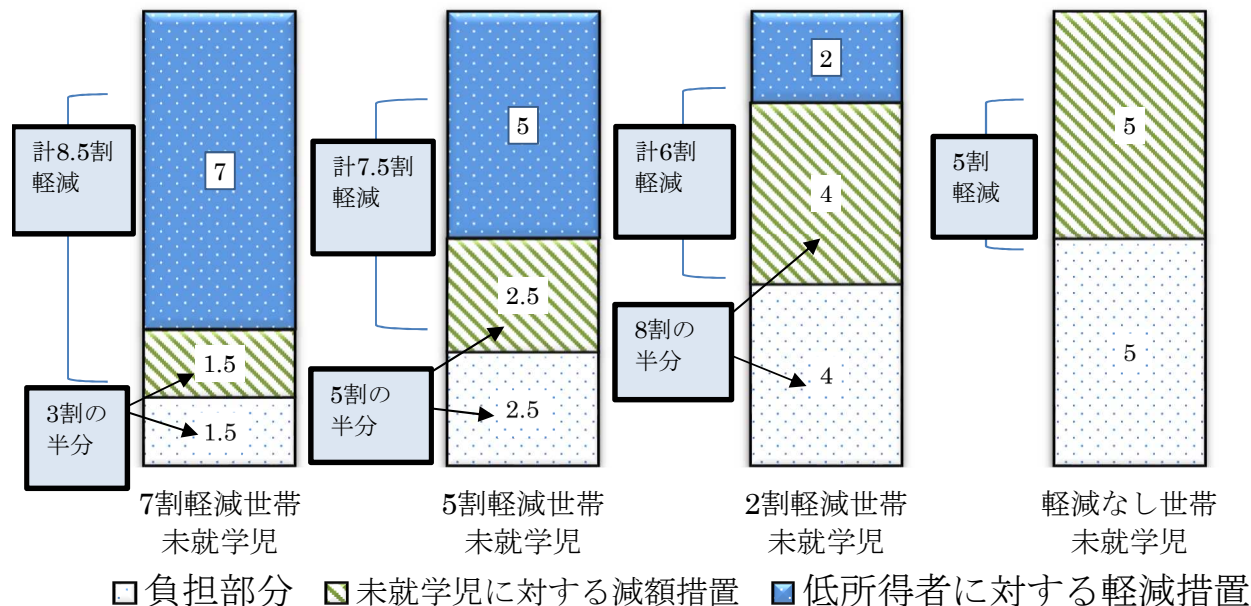 計8.5割
軽減
7
1.5
1.5
3割の
半分
7割軽減世帯
未就学児
計7.5割
軽減
5
2.5
2.5
5割の
半分
5割軽減世帯
未就学児
計6割
軽減
2
4
4
8割の
半分
2割軽減世帯
未就学児
5割
軽減
5
5
軽減なし世帯
未就学児
負担部分 未就学児に対する減額措置 低所得者に対する軽減措置